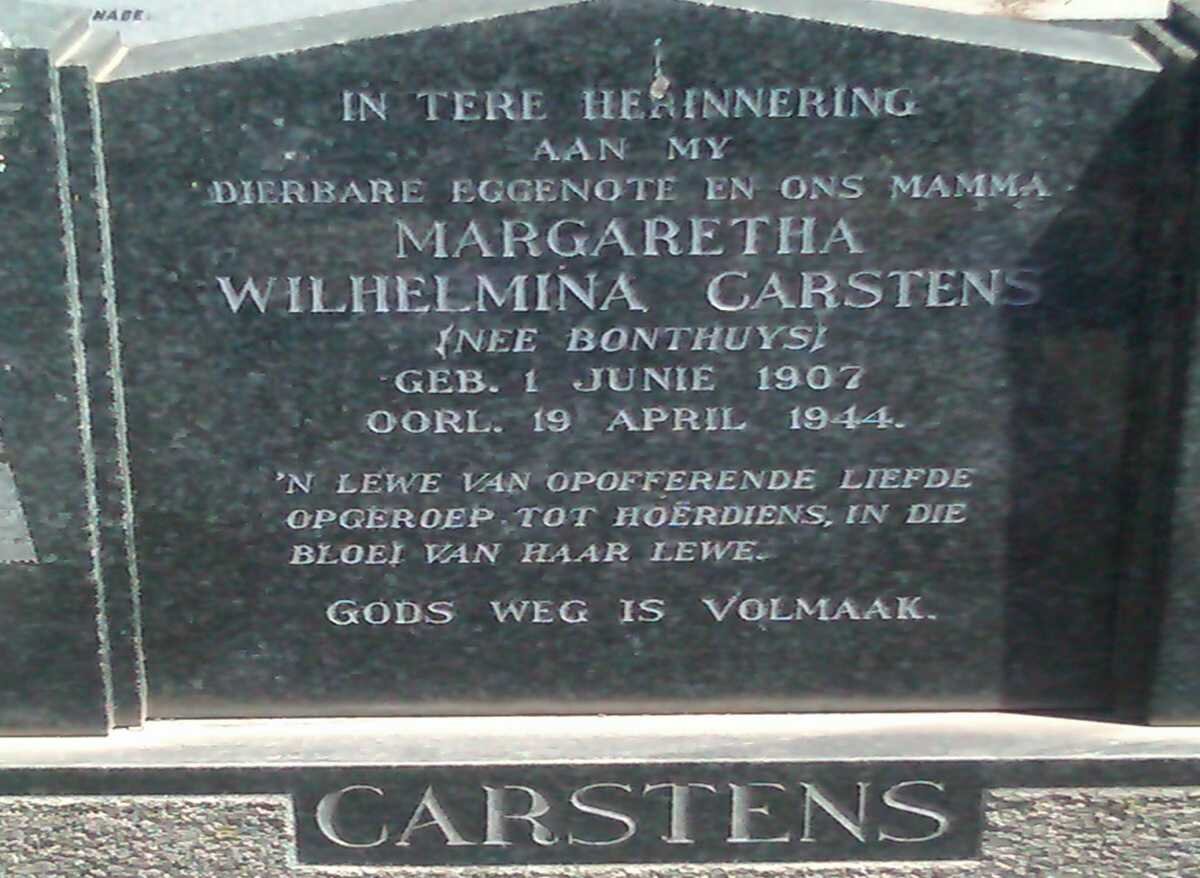 NABE.
IN TERE HERINNERING
AAN MY
DIERBARE EGGENOTE EN ONS MAMMA
MARGARETHA
WILHELMINA CARSTENS
(NEE BONTHUYS)
GEB. 1 JUNIE 1907
OORL. 19 APRIL 1944.
'N LEWE VAN OPOFFERENDE LIEFDE
OPGEROEP TOT HOËRDIENS, IN DIE
BLOEI VAN HAAR LEWE.
GODS WEG IS VOLMAAK.
CARSTENS